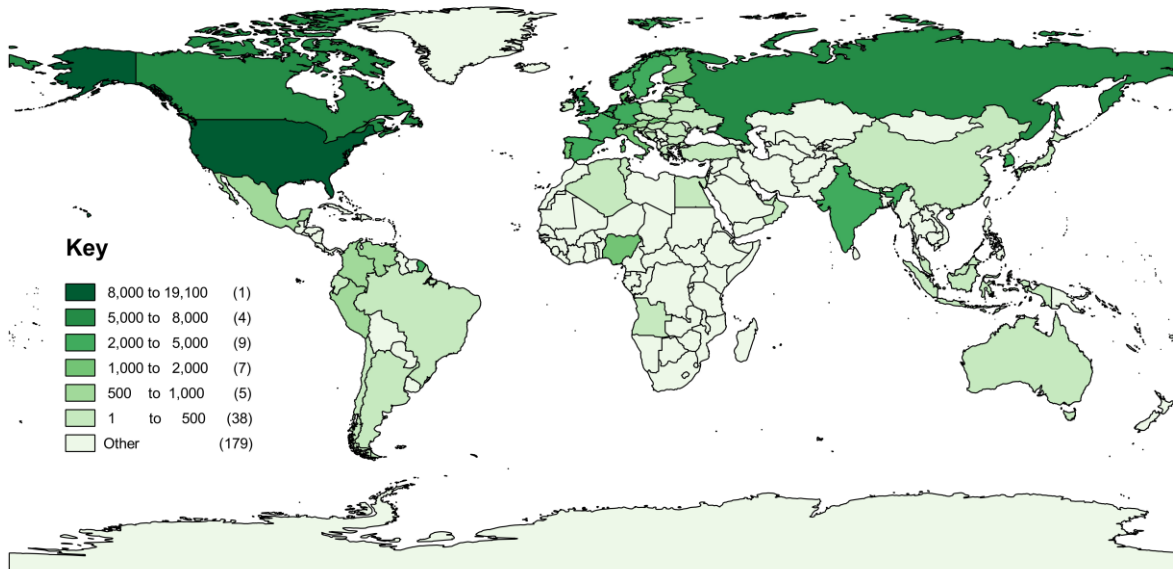 Key
8,000 to 19,100 (1)
5,000 to 8,000 (4)
2,000 to 5,000 (9)
1,000 to 2,000 (7)
500 to 1,000 (5)
1 to 500 (38)
Other (179)